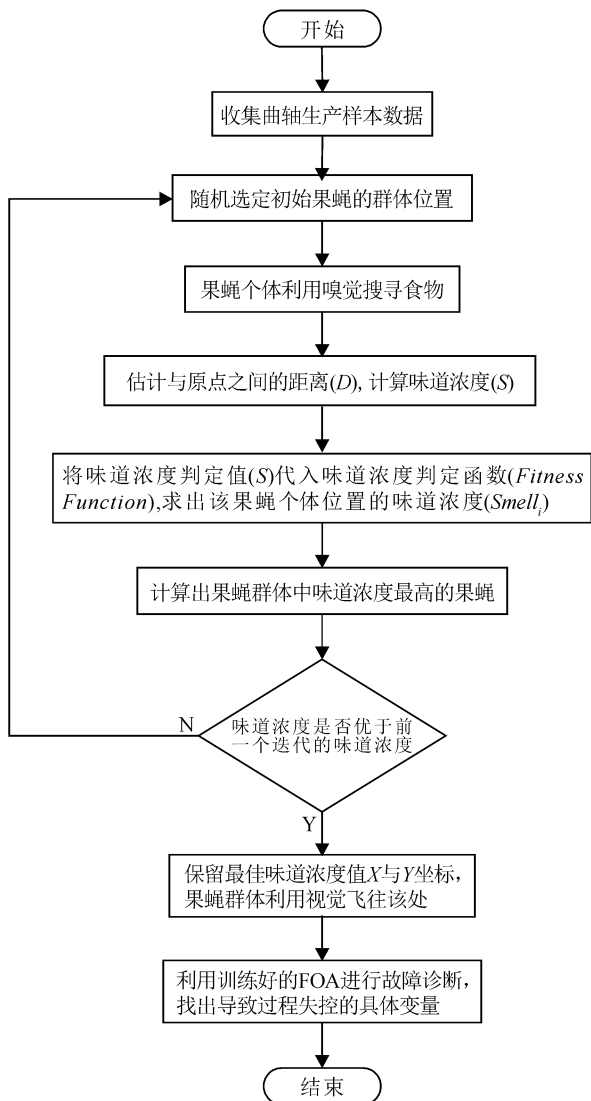 开始
收集曲轴生产样本数据
随机选定初始果蝇的群体位置
果蝇个体利用嗅觉搜寻食物
估计与原点之间的距离(D), 计算味道浓度(S)
将味道浓度判定值(S)代入味道浓度判定函数(Fitness
Function),求出该果蝇个体位置的味道浓度(Smelli)
计算出果蝇群体中味道浓度最高的果蝇
N
味道浓度是否优于前
一个迭代的味道浓度
Y
保留最佳味道浓度值X与Y坐标,
果蝇群体利用视觉飞往该处
利用训练好的FOA进行故障诊断,
找出导致过程失控的具体变量
结束